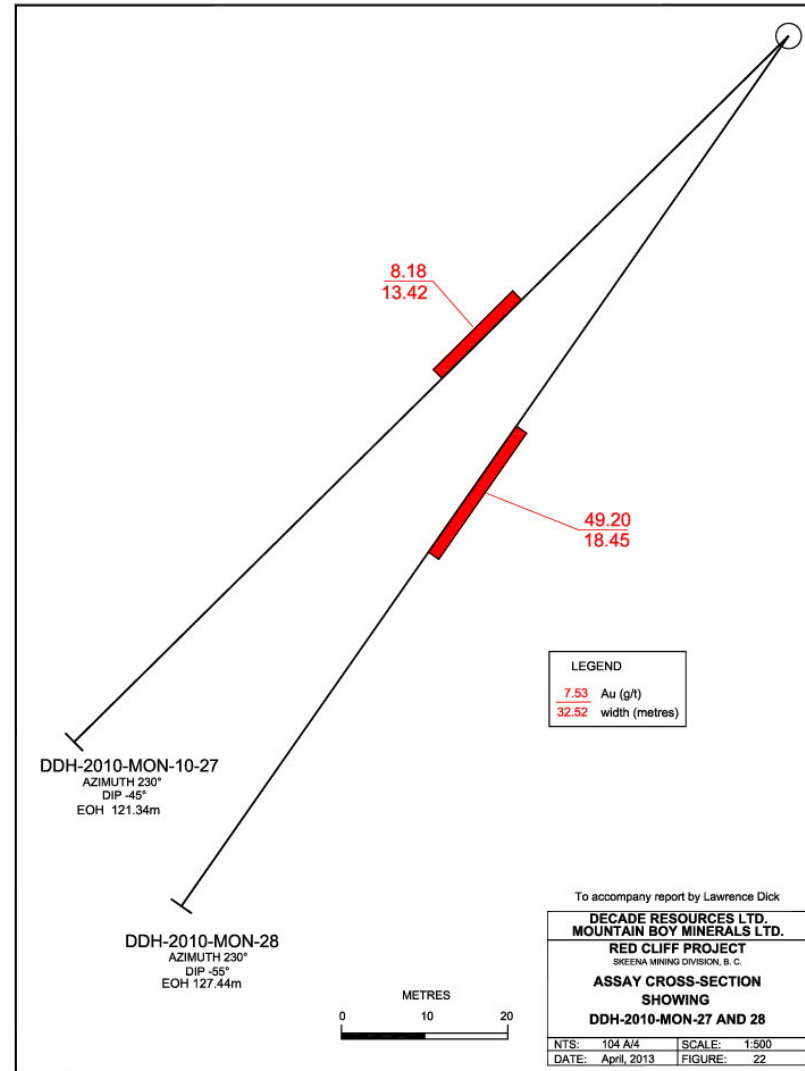 8.18
13.42
49.20
18.45
LEGEND
7.53 Au (g/t)
32.52 width (metres)
DDH-2010-MON-10-27
AZIMUTH 230°
DIP -45°
EOH 121.34m
DDH-2010-MON-28
AZIMUTH 230°
DIP -55°
EOH 127.44m
METRES
0 10 20
To accompany report by Lawrence Dick
DECADE RESOURCES LTD.
MOUNTAIN BOY MINERALS LTD.
RED CLIFF PROJECT
SKEENA MINING DIVISION, B. C.
ASSAY CROSS-SECTION
SHOWING
DDH-2010-MON-27 AND 28
NTS: 104 A/4 SCALE: 1:500
DATE: April, 2013 FIGURE: 22